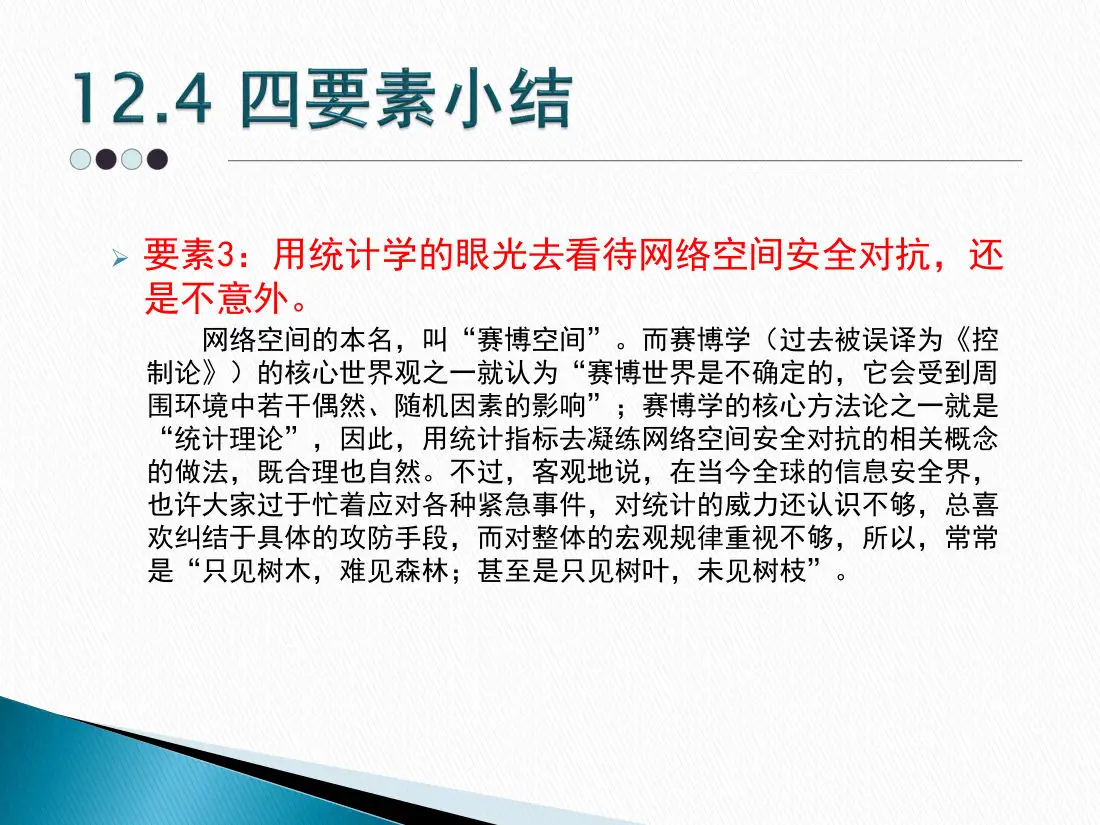 12.4 四要素小结
要素3：用统计学的眼光去看待网络空间安全对抗，还
是不意外。
网络空间的本名，叫“赛博空间”。而赛博学（过去被误译为《控
制论》）的核心世界观之一就认为“赛博世界是不确定的，它会受到周
围环境中若干偶然、随机因素的影响”；赛博学的核心方法论之一就是
“统计理论”，因此，用统计指标去凝练网络空间安全对抗的相关概念
的做法，既合理也自然。不过，客观地说，在当今全球的信息安全界，
也许大家过于忙着应对各种紧急事件，对统计的威力还认识不够，总喜
欢纠结于具体的攻防手段，而对整体的宏观规律重视不够，所以，常常
是“只见树木，难见森林；甚至是只见树叶，未见树枝”。